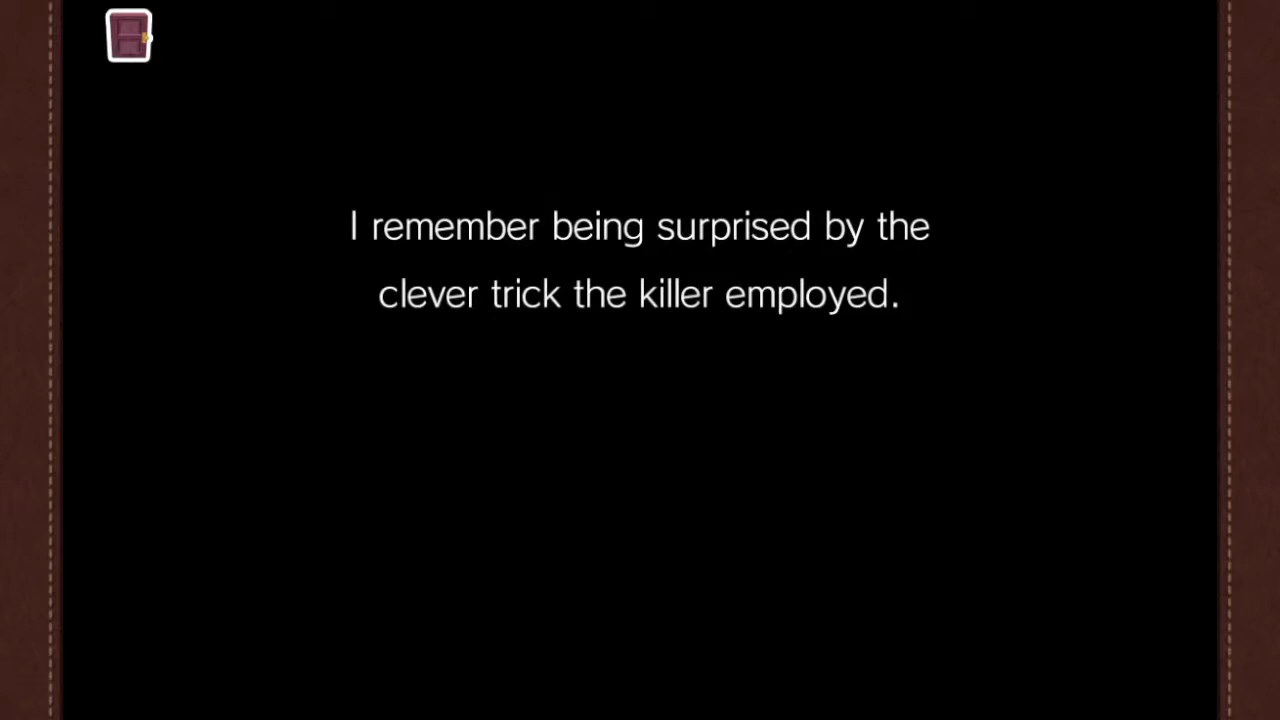 I remember being surprised by the
clever trick the killer employed.